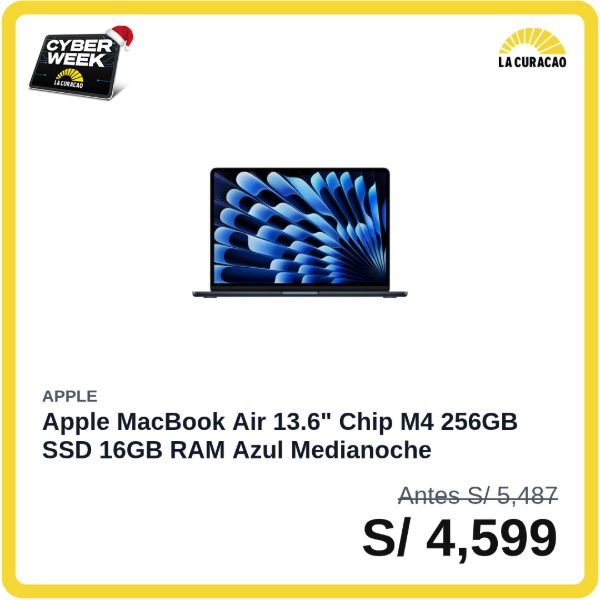 CYBER
WEEK
LA CURACAO
LA CURACAO
APPLE
Apple MacBook Air 13.6" Chip M4 256GB
SSD 16GB RAM Azul Medianoche
Antes S/ 5,487
S/ 4,599